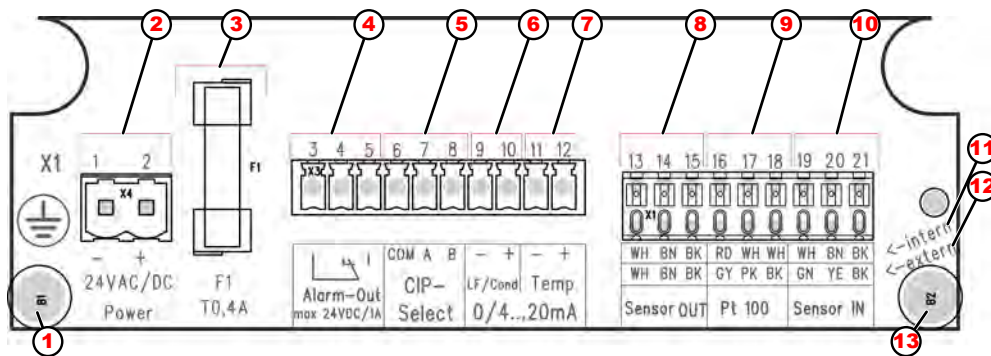 2 3 4 5 6 7 8 9 10
X1 1 2 F1 3 4 5 6 7 8 9 10 11 12 13 14 15 16 17 18 19 20 21 11
X4 X3 X1 12
- + COM A B - + - + WH BN BK RD WH WH WH BN BK <-intern
24VAC/DC F1 CIP- LF/Cond Temp. WH BN BK GY PK BK GN YE BK <-extern
B1 Alarm-Out B2
Power T0,4A max 24VDC/1A Select 0/4...20mA Sensor OUT Pt 100 Sensor IN
1 13